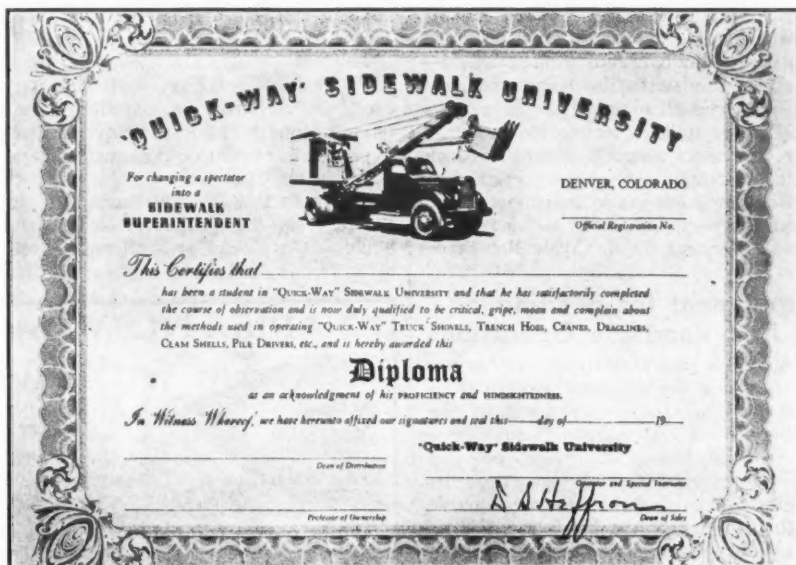 "QUICK-WAY" SIDEWALK UNIVERSITY
For changing a spectator
into a
SIDEWALK
SUPERINTENDENT
DENVER, COLORADO
Official Registration No.
This Certifies that
has been a student in "QUICK-WAY" SIDEWALK UNIVERSITY and that he has satisfactorily completed
the course of observation and is now duly qualified to be critical, gripe, moan and complain about
the methods used in operating "QUICK-WAY" TRUCK SHOVELS, TRENCH HOES, CRANES, DRAGLINES,
CLAM SHELLS, PILE DRIVERS, etc., and is hereby awarded this
Diploma
as an acknowledgment of his PROFICIENCY and HINDSIGHTEDNESS.
In Witness Whereof, we have hereunto affixed our signatures and seal this day of 19
"Quick-Way" Sidewalk University
Dean of Distribution
Operator and Special
D S Heffron
Professor of Ownership
Dean of Sales